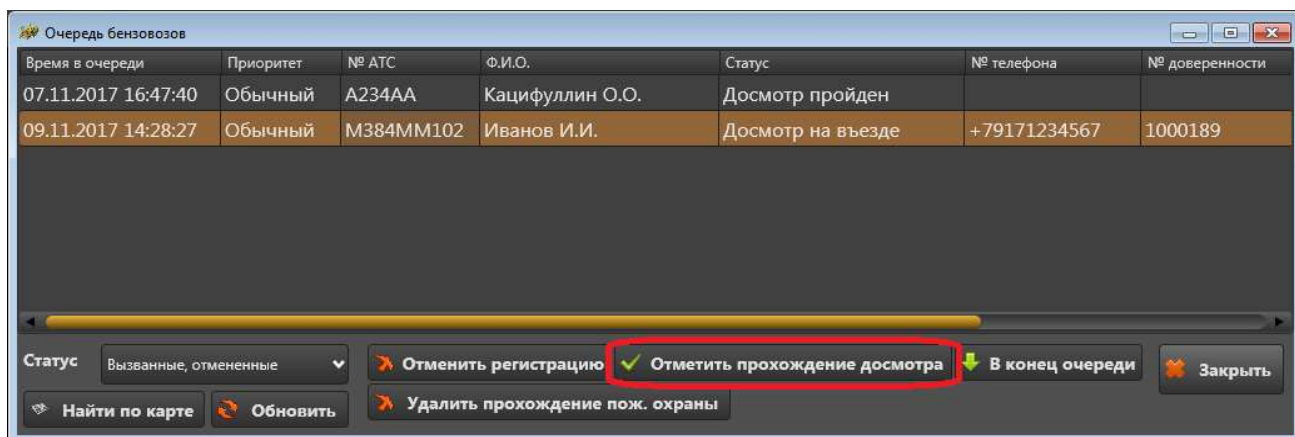 Очередь бензовозов
Время в очереди Приоритет № АТС Ф.И.О. Статус № телефона № доверенности
07.11.2017 16:47:40 Обычный А234АА Кацифуллин О.О. Досмотр пройден
09.11.2017 14:28:27 Обычный М384ММ102 Иванов И.И. Досмотр на въезде +79171234567 1000189
Статус Вызванные, отмененные Отменить регистрацию Отметить прохождение досмотра В конец очереди Закрыть
Найти по карте Обновить Удалить прохождение пож. охраны